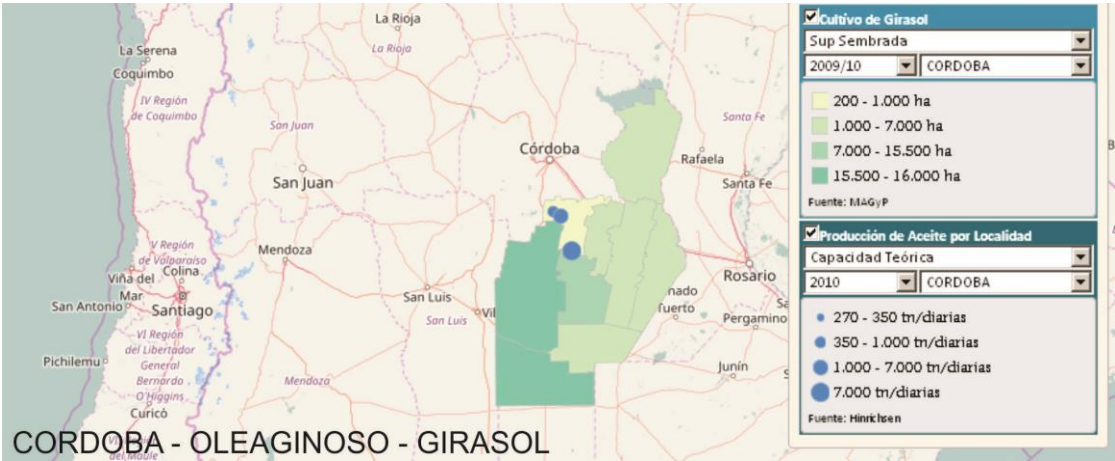 La Rioja
La Rioja
La Serena
Coquimbo
IV Región
de Coquimbo
San Juan
Santa Fe
Córdoba
Rafaela
San Juan
Santa Fe
V Región
de Valparaíso
Mendoza
Viña del
Mar
Colina
Rosario
San Antonio
Santiago
San Luis
San Luis
Vil
nado
uerto
Pergamino
VI Región
del Libertador
General
Bernardo
O'Higgins
Pichilemu
Mendoza
Junín
Curicó
CORDOBA - OLEAGINOSO - GIRASOL
Cultivo de Girasol
Sup Sembrada
2009/10 CORDOBA
200 - 1.000 ha
1.000 - 7.000 ha
7.000 - 15.500 ha
15.500 - 16.000 ha
Fuente: MAGyP
Producción de Aceite por Localidad
Capacidad Teórica
2010 CORDOBA
270 - 350 tn/diarias
350 - 1.000 tn/diarias
1.000 - 7.000 tn/diarias
7.000 tn/diarias
Fuente: Hinrichsen